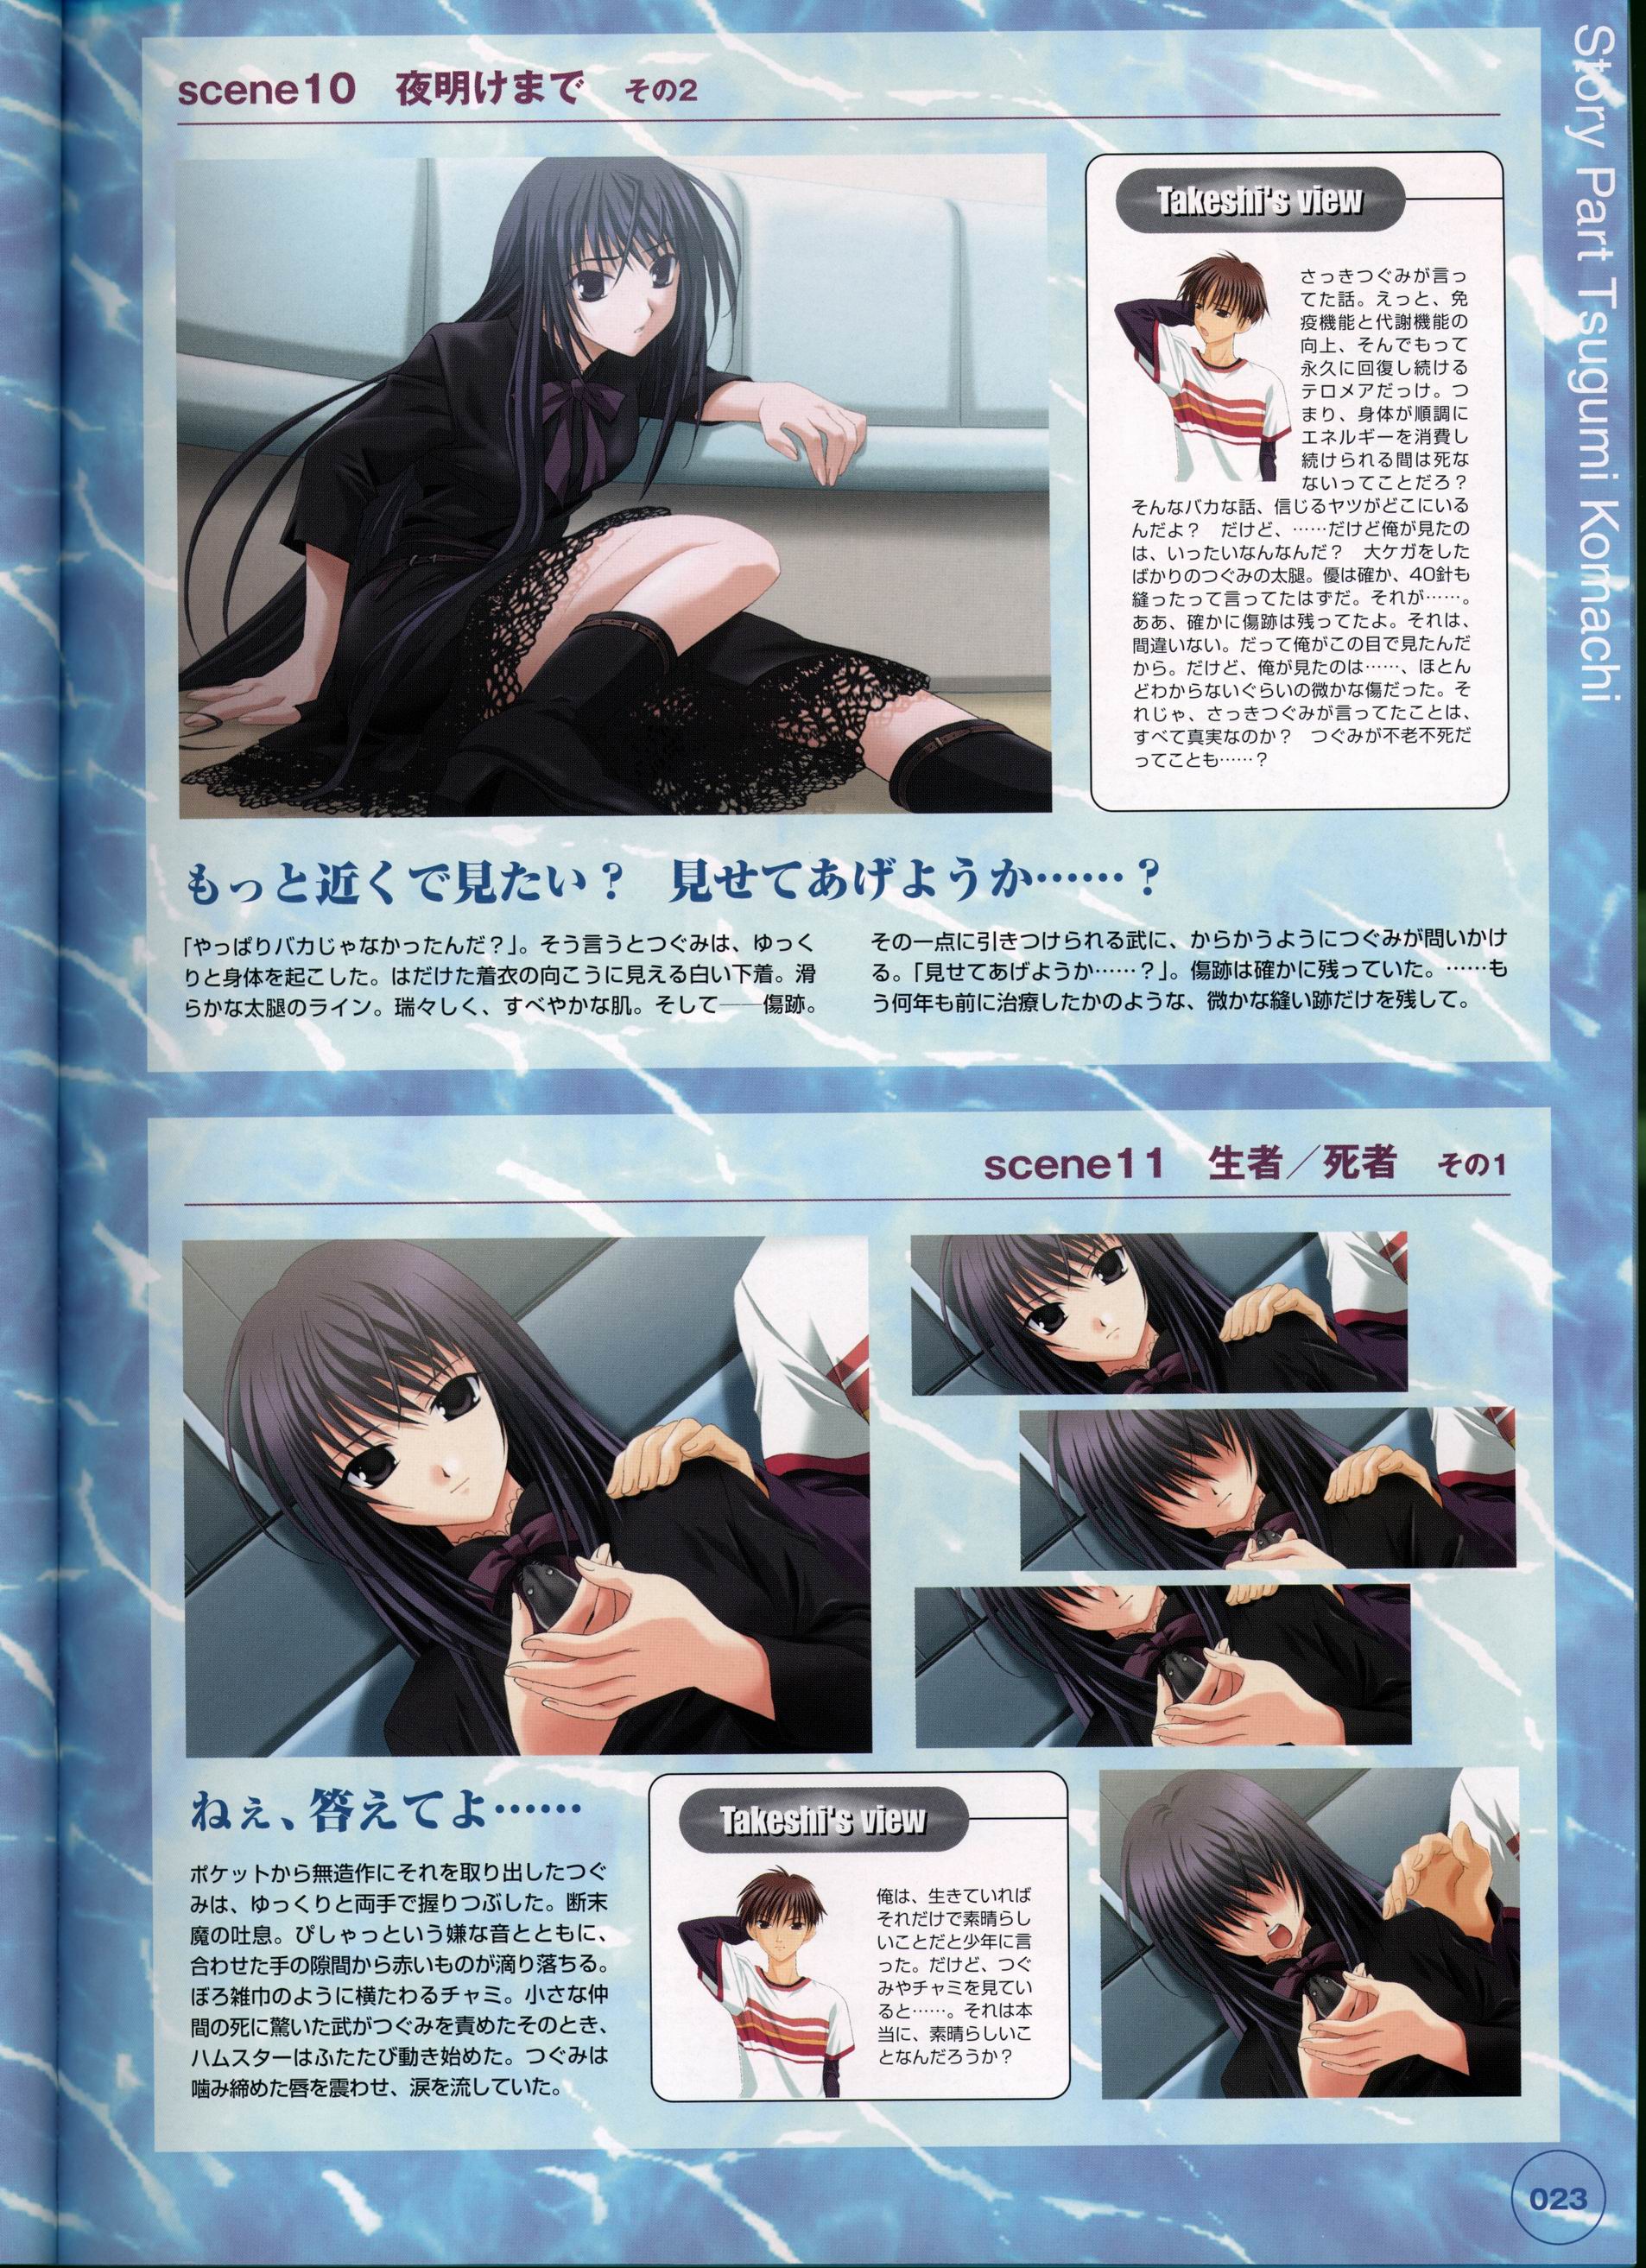 Story Part Tsugumi Komachi
scene10 夜明けまで その2
Takeshi's view
さっきつぐみが言っ
てた話。えっと、免
疫機能と代謝機能の
向上、そんでもって
永久に回復し続ける
テロメアだっけ。つ
まり、身体が順調に
エネルギーを消費し
続けられる間は死な
ないってことだろ？
そんなバカな話、信じるヤツがどこにいる
んだよ？　だけど、……だけど俺が見たの
は、いったいなんなんだ？　大ケガをした
ばかりのつぐみの太腿。優は確か、40針も
縫ったって言ってたはずだ。それが……。
ああ、確かに傷跡は残ってたよ。それは、
間違いない。だって俺がこの目で見たんだ
から。だけど、俺が見たのは……、ほとん
どわからないぐらいの微かな傷だった。そ
れじゃ、さっきつぐみが言ってたことは、
すべて真実なのか？　つぐみが不老不死だ
ってことも……？
もっと近くで見たい？　見せてあげようか……？
「やっぱりバカじゃなかったんだ？」。そう言うとつぐみは、ゆっく
りと身体を起こした。はだけた着衣の向こうに見える白い下着。滑
らかな太腿のライン。瑞々しく、すべやかな肌。そして──傷跡。
その一点に引きつけられる武に、からかうようにつぐみが問いかけ
る。「見せてあげようか……？」。傷跡は確かに残っていた。……も
う何年も前に治療したかのような、微かな縫い跡だけを残して。
scene11 生者／死者 その1
ねぇ、答えてよ……
ポケットから無造作にそれを取り出したつぐ
みは、ゆっくりと両手で握りつぶした。断末
魔の吐息。ぴしゃっという嫌な音とともに、
合わせた手の隙間から赤いものが滴り落ちる。
ぼろ雑巾のように横たわるチャミ。小さな仲
間の死に驚いた武がつぐみを責めたそのとき、
ハムスターはふたたび動き始めた。つぐみは
噛み締めた唇を震わせ、涙を流していた。
Takeshi's view
俺は、生きていれば
それだけで素晴らし
いことだと少年に言
った。だけど、つぐ
みやチャミを見てい
ると……。それは本
当に、素晴らしいこ
となんだろうか？
023